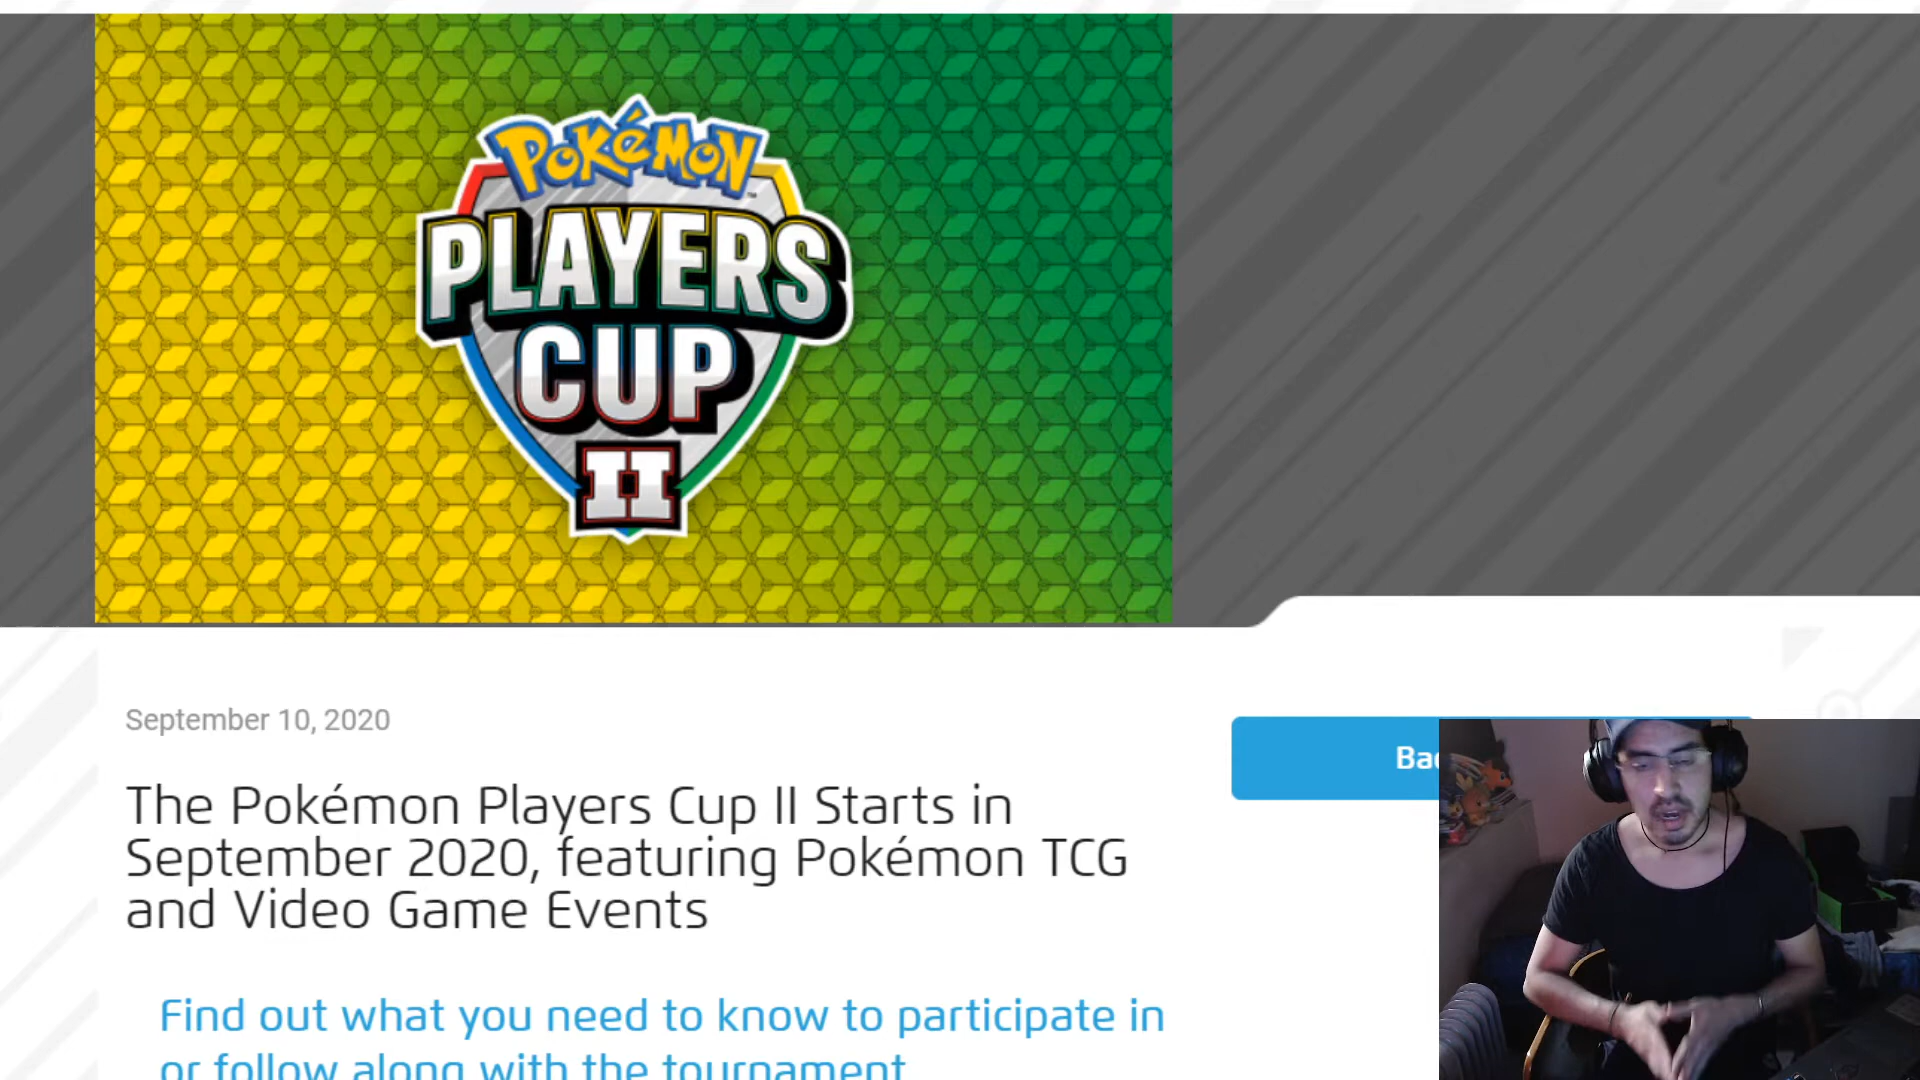 POKéMON
PLAYERS
CUP
II
September 10, 2020
The Pokémon Players Cup II Starts in
September 2020, featuring Pokémon TCG
and Video Game Events
Find out what you need to know to participate in
or follow along with the tournament